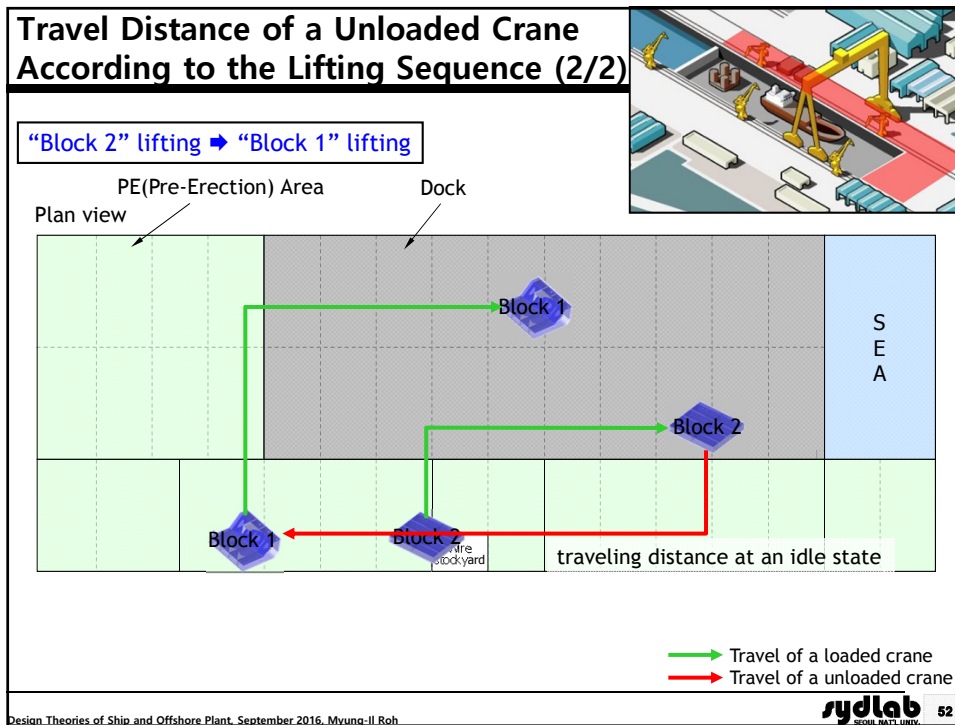 Travel Distance of a Unloaded Crane
According to the Lifting Sequence (2/2)
“Block 2” lifting ➡ “Block 1” lifting
PE(Pre-Erection) Area
Dock
Plan view
Block 1
S
E
A
Block 2
Block 1
Block 2
Wire
stockyard
traveling distance at an idle state
Travel of a loaded crane
Travel of a unloaded crane
Design Theories of Ship and Offshore Plant, September 2016, Myung-Il Roh
sydlab
SEOUL NAT'L UNIV.
52